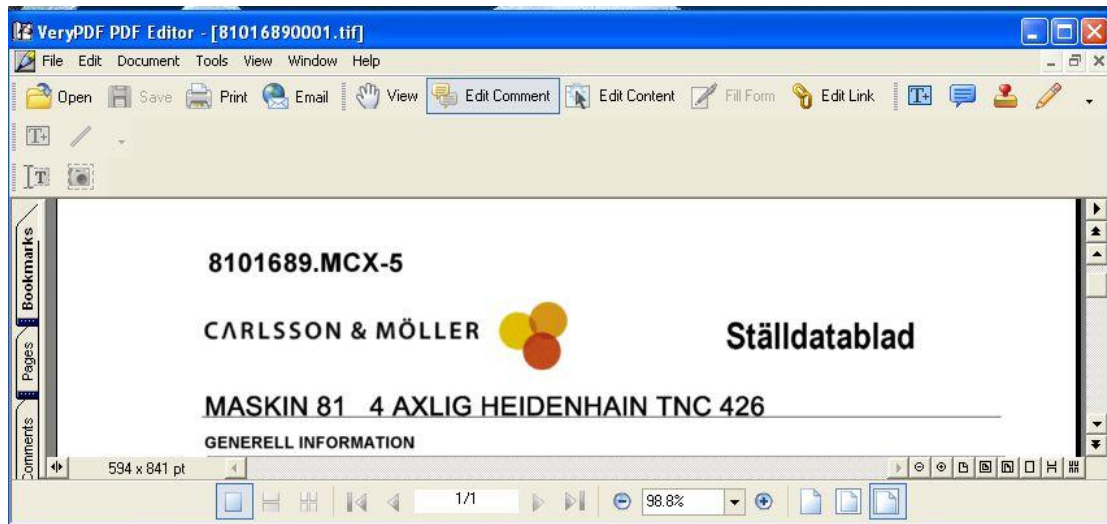 VeryPDF PDF Editor - [81016890001.tif]
File Edit Document Tools View Window Help
Open Save Print Email View Edit Comment Edit Content Fill Form Edit Link T+
T+
T
Bookmarks
Pages
Comments
8101689.MCX-5
CARLSSON & MÖLLER
Ställdatablad
MASKIN 81 4 AXLIG HEIDENHAIN TNC 426
GENERELL INFORMATION
594 x 841 pt
1/1 98.8%